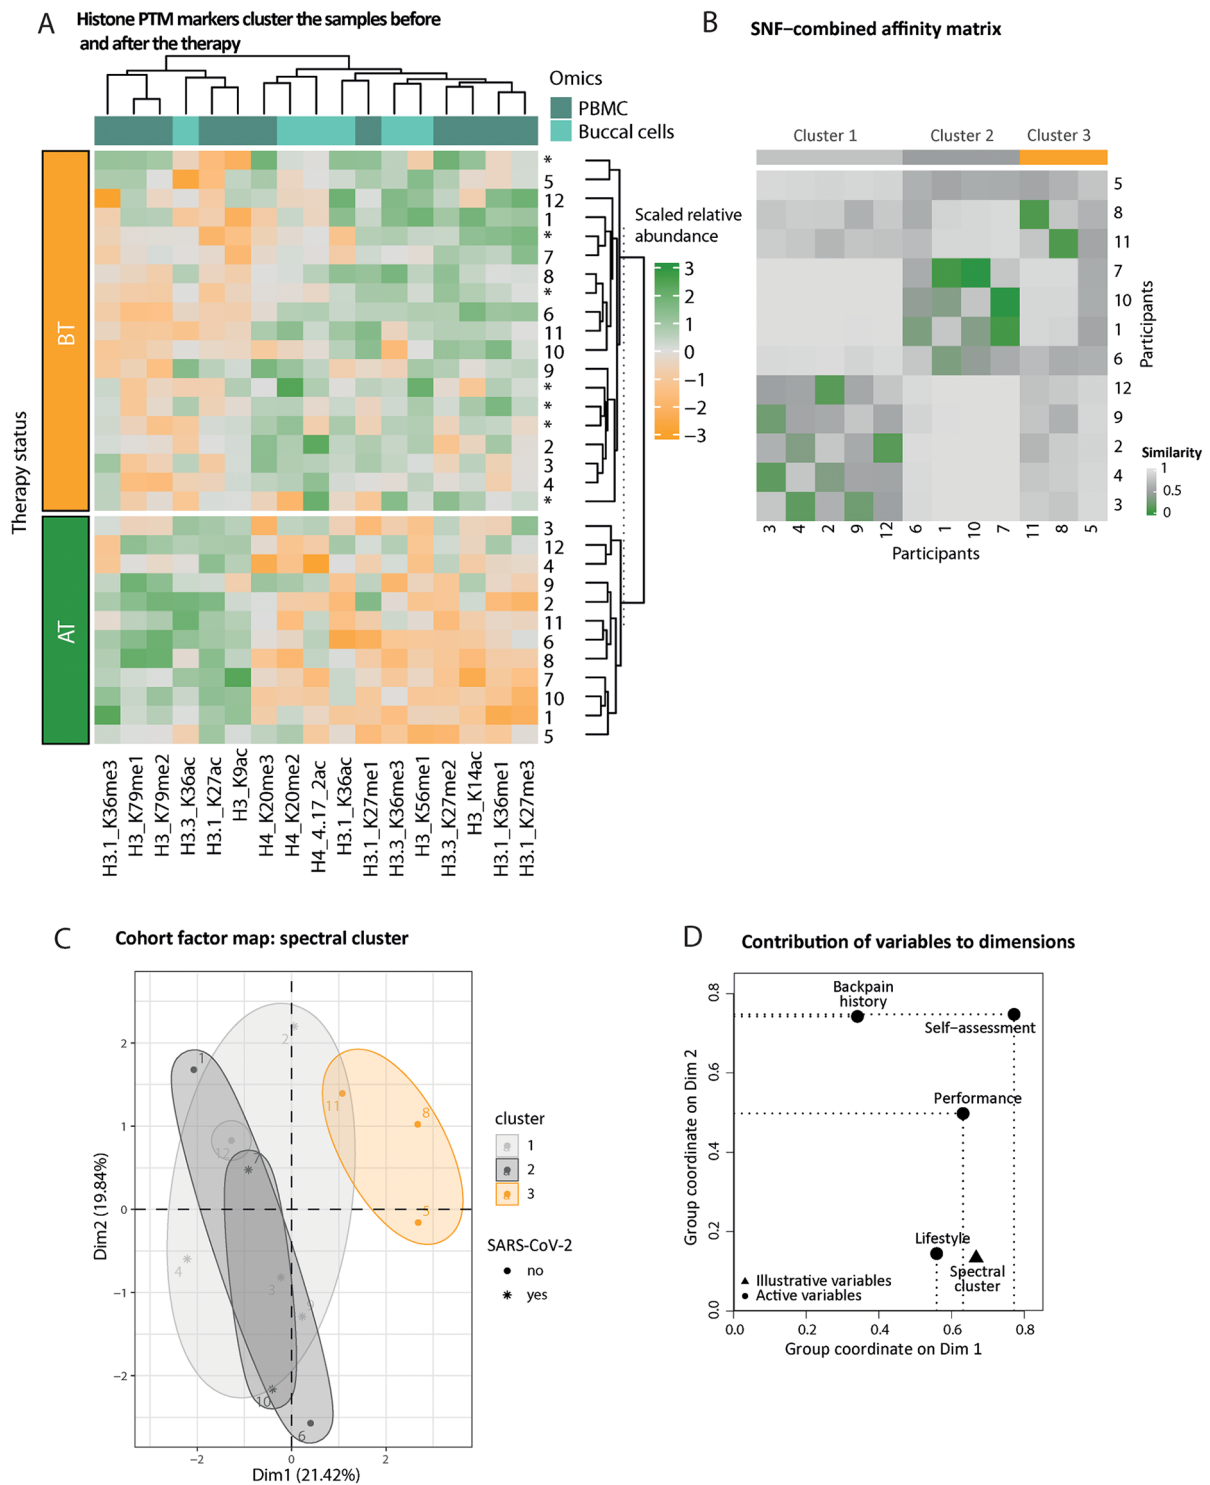 A
Histone PTM markers cluster the samples before
and after the therapy
Omics
PBMC
Buccal cells
Therapy status
BT
AT
*
5
12
1
*
7
8
*
6
11
10
9
*
*
*
2
3
4
*
3
12
4
9
2
11
6
8
7
10
1
5
Scaled relative
abundance
3
2
1
0
−1
−2
−3
H3.1_K36me3
H3_K79me1
H3_K79me2
H3.3_K36ac
H3.1_K27ac
H3_K9ac
H4_K20me3
H4_K20me2
H4_4.17_2ac
H3.1_K36ac
H3.1_K27me1
H3.3_K36me3
H3_K56me1
H3.3_K27me2
H3_K14ac
H3.1_K36me1
H3.1_K27me3
B
SNF−combined affinity matrix
Cluster 1 Cluster 2 Cluster 3
5
8
11
7
10
1
6
12
9
2
4
3
Participants
3 4 2 9 12 6 1 10 7 11 8 5
Participants
Similarity
1
0.5
0
C
Cohort factor map: spectral cluster
Dim2 (19.84%)
2
1
0
−1
−2
−2 0 2
Dim1 (21.42%)
2
1
11
8
12
7
5
4
3
9
10
6
cluster
a 1
a 2
a 3
SARS-CoV-2
no
yes
D
Contribution of variables to dimensions
Group coordinate on Dim 2
0.8
0.6
0.4
0.2
0.0
Backpain
history
Self−assessment
Performance
Lifestyle
Spectral
cluster
Illustrative variables
Active variables
0.0 0.2 0.4 0.6 0.8
Group coordinate on Dim 1